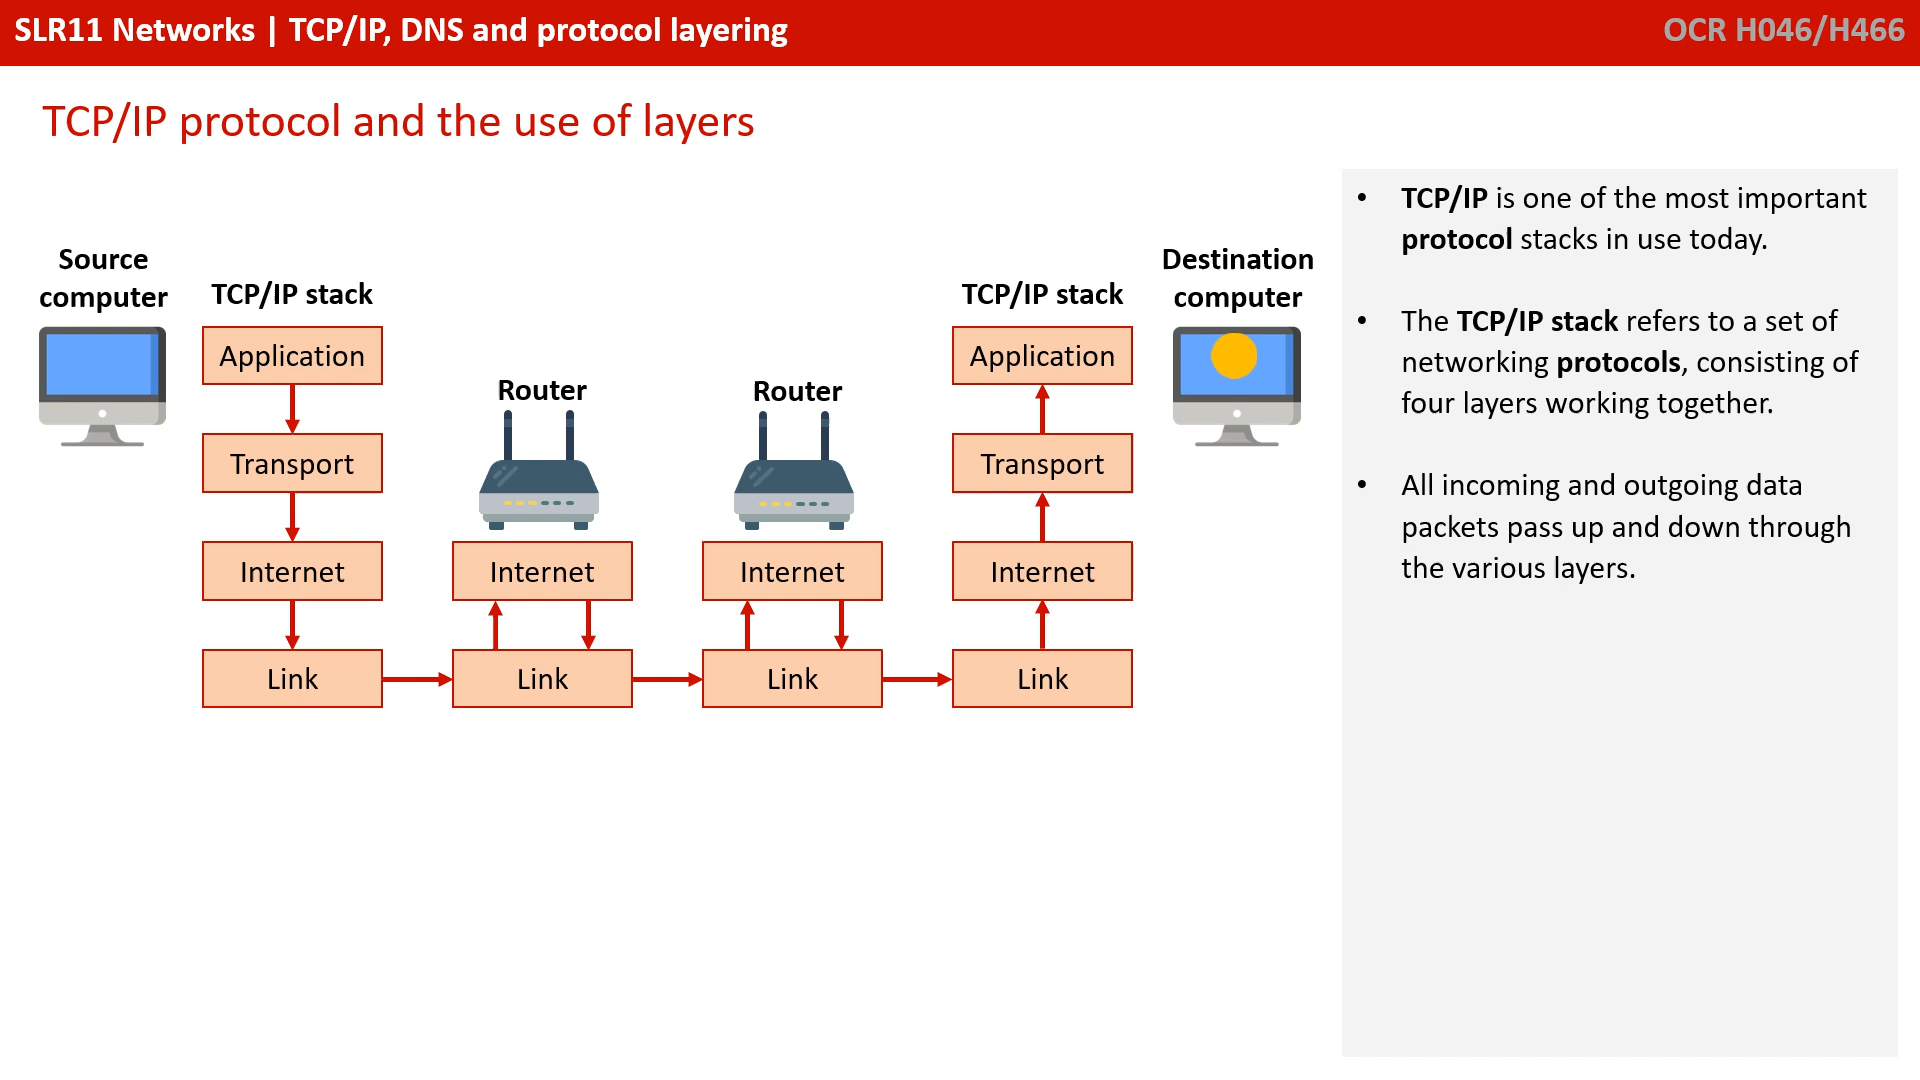 SLR11 Networks | TCP/IP, DNS and protocol layering
OCR H046/H466
TCP/IP protocol and the use of layers
Source
computer
TCP/IP stack
Application
Transport
Internet
Link
Router
Internet
Link
Router
Internet
Link
TCP/IP stack
Application
Transport
Internet
Link
Destination
computer
• TCP/IP is one of the most important
protocol stacks in use today.
• The TCP/IP stack refers to a set of
networking protocols, consisting of
four layers working together.
• All incoming and outgoing data
packets pass up and down through
the various layers.